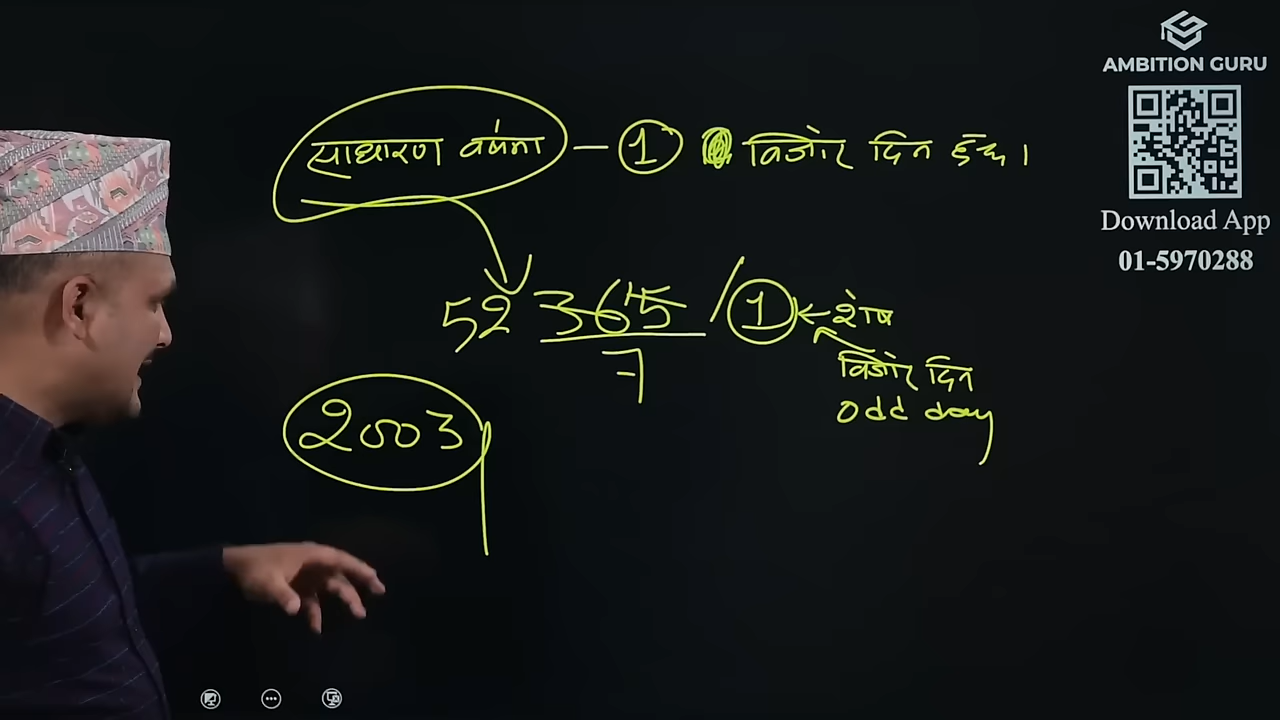 AMBITION GURU
साधारण वर्षमा – 1 विजोर दिन हुन्छ।
52 365 / 1 ← शेष
7
विजोर दिन
odd day
2003
Download App
01-5970288